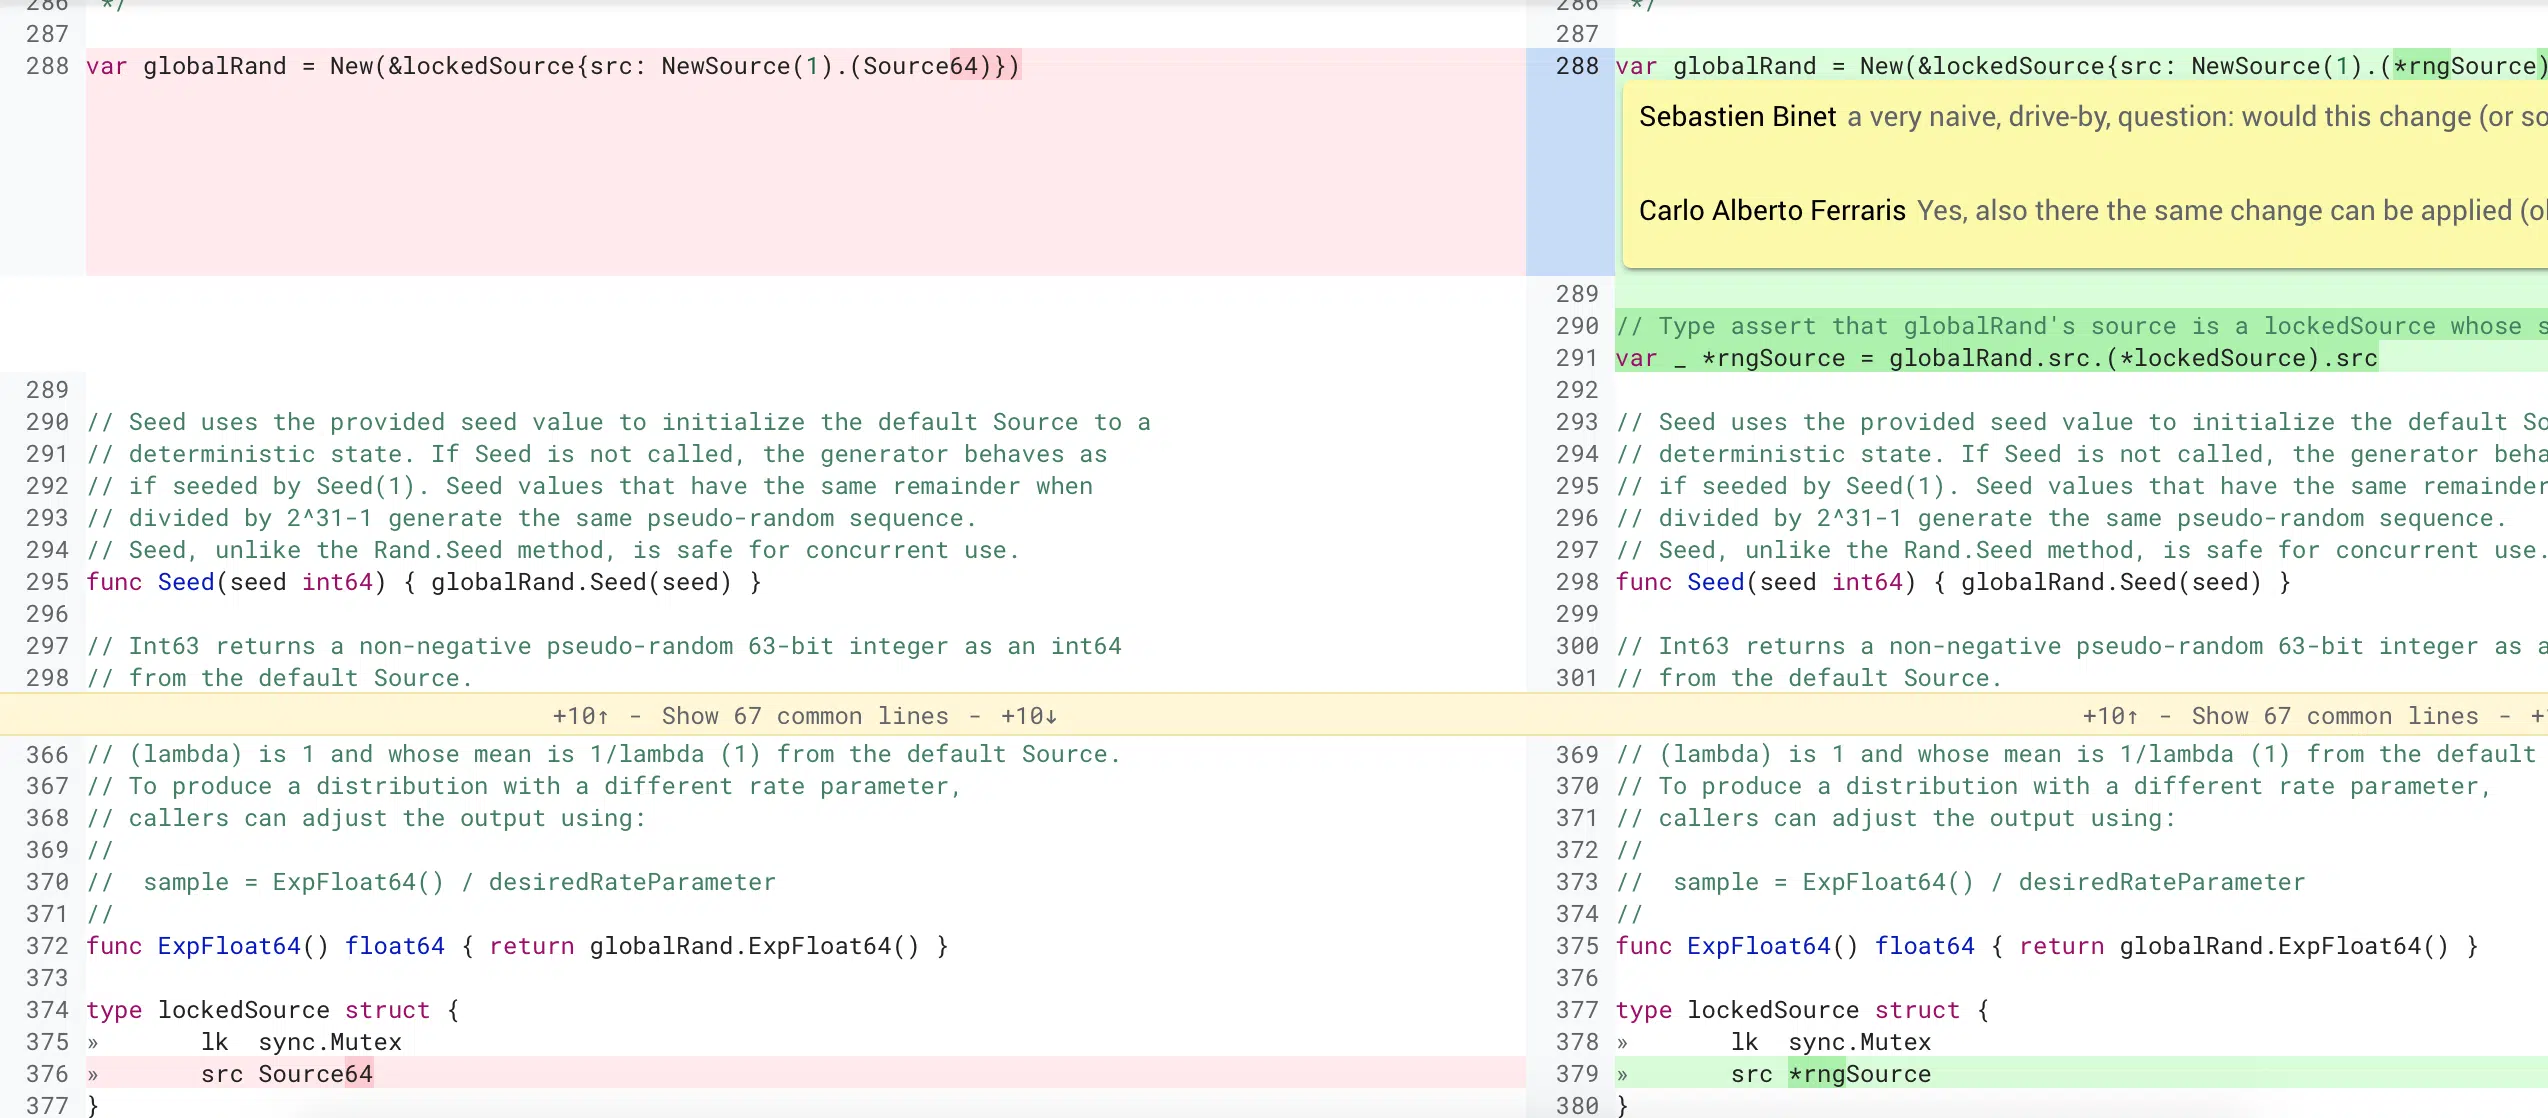 286 */
287
288 var globalRand = New(&lockedSource{src: NewSource(1).(Source64)})
289
290 // Seed uses the provided seed value to initialize the default Source to a
291 // deterministic state. If Seed is not called, the generator behaves as
292 // if seeded by Seed(1). Seed values that have the same remainder when
293 // divided by 2^31-1 generate the same pseudo-random sequence.
294 // Seed, unlike the Rand.Seed method, is safe for concurrent use.
295 func Seed(seed int64) { globalRand.Seed(seed) }
296
297 // Int63 returns a non-negative pseudo-random 63-bit integer as an int64
298 // from the default Source.
+10↑ - Show 67 common lines - +10↓
366 // (lambda) is 1 and whose mean is 1/lambda (1) from the default Source.
367 // To produce a distribution with a different rate parameter,
368 // callers can adjust the output using:
369 //
370 //  sample = ExpFloat64() / desiredRateParameter
371 //
372 func ExpFloat64() float64 { return globalRand.ExpFloat64() }
373
374 type lockedSource struct {
375 »       lk  sync.Mutex
376 »       src Source64
377 }
286 */
287
288 var globalRand = New(&lockedSource{src: NewSource(1).(*rngSource)
Sebastien Binet a very naive, drive-by, question: would this change (or so
Carlo Alberto Ferraris Yes, also there the same change can be applied (o
289
290 // Type assert that globalRand's source is a lockedSource whose s
291 var _ *rngSource = globalRand.src.(*lockedSource).src
292
293 // Seed uses the provided seed value to initialize the default So
294 // deterministic state. If Seed is not called, the generator beha
295 // if seeded by Seed(1). Seed values that have the same remainder
296 // divided by 2^31-1 generate the same pseudo-random sequence.
297 // Seed, unlike the Rand.Seed method, is safe for concurrent use.
298 func Seed(seed int64) { globalRand.Seed(seed) }
299
300 // Int63 returns a non-negative pseudo-random 63-bit integer as a
301 // from the default Source.
+10↑ - Show 67 common lines - +
369 // (lambda) is 1 and whose mean is 1/lambda (1) from the default
370 // To produce a distribution with a different rate parameter,
371 // callers can adjust the output using:
372 //
373 //  sample = ExpFloat64() / desiredRateParameter
374 //
375 func ExpFloat64() float64 { return globalRand.ExpFloat64() }
376
377 type lockedSource struct {
378 »       lk  sync.Mutex
379 »       src *rngSource
380 }